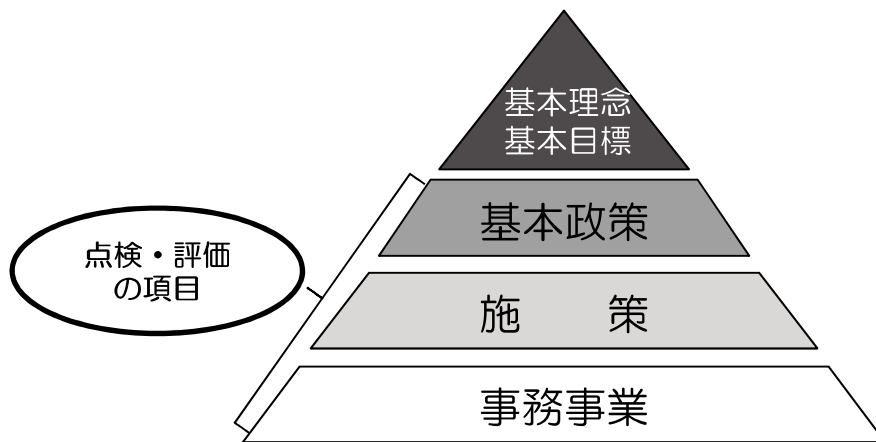 基本理念
基本目標
基本政策
点検・評価
の項目
施　　策
事務事業